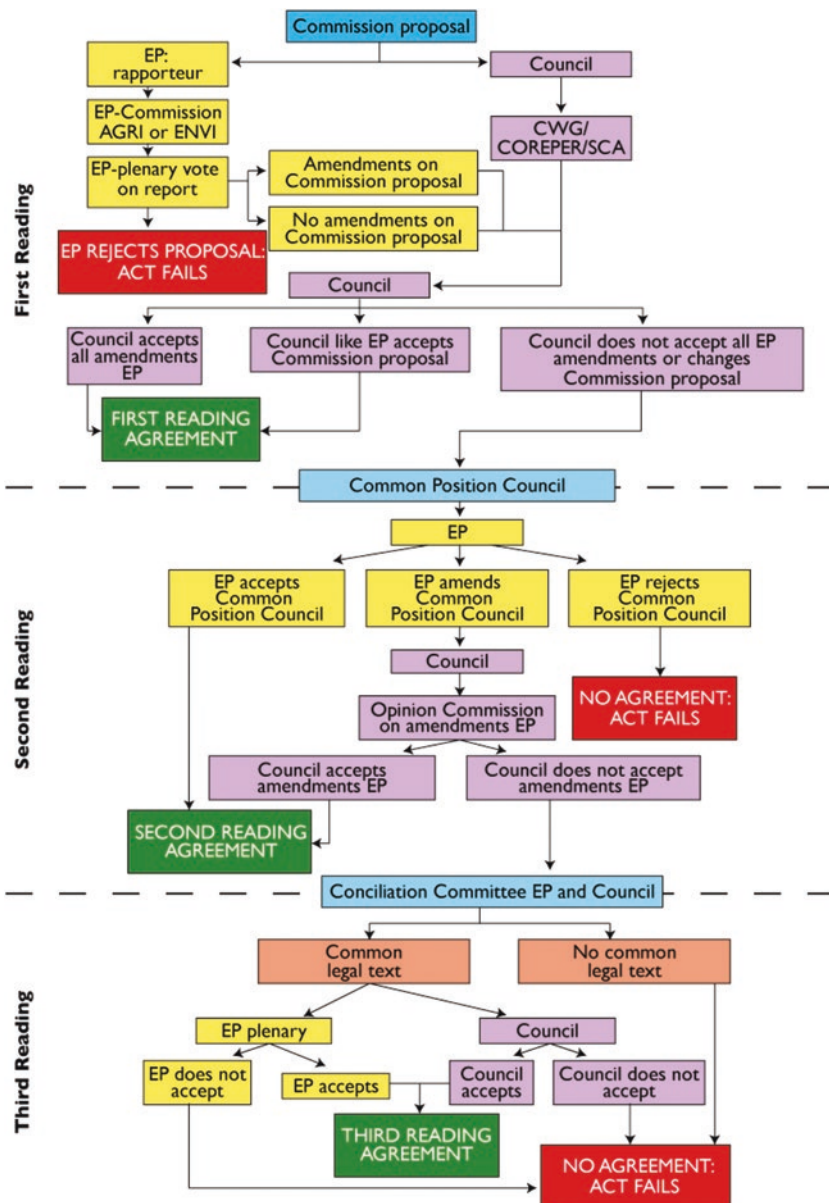 Commission proposal
EP:
rapporteur
Council
EP-Commission
AGRI or ENVI
CWG/
COREPER/SCA
EP-plenary vote
on report
Amendments on
Commission proposal
No amendments on
Commission proposal
EP REJECTS PROPOSAL:
ACT FAILS
First Reading
Council
Council accepts
all amendments
EP
Council like EP accepts
Commission proposal
Council does not accept all EP
amendments or changes
Commission proposal
FIRST READING
AGREEMENT
Common Position Council
EP
EP accepts
Common
Position Council
EP amends
Common
Position Council
EP rejects
Common
Position Council
Second Reading
Council
Opinion Commission
on amendments EP
NO AGREEMENT:
ACT FAILS
Council accepts
amendments EP
Council does not accept
amendments EP
SECOND READING
AGREEMENT
Conciliation Committee EP and Council
Common
legal text
No common
legal text
Third Reading
EP plenary
Council
EP does not
accept
EP accepts
Council
accepts
Council does not
accept
THIRD READING
AGREEMENT
NO AGREEMENT:
ACT FAILS